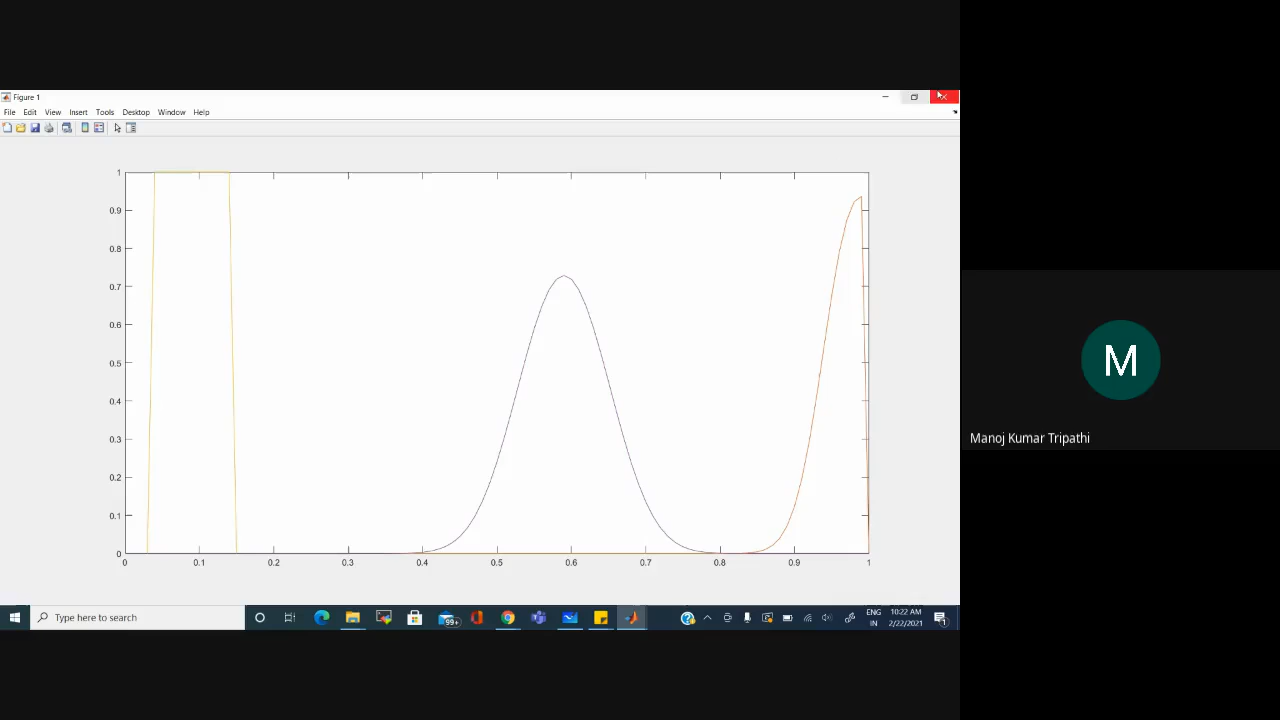 Figure 1
File Edit View Insert Tools Desktop Window Help
1
0.9
0.8
0.7
0.6
0.5
0.4
0.3
0.2
0.1
0
0 0.1 0.2 0.3 0.4 0.5 0.6 0.7 0.8 0.9 1
M
Manoj Kumar Tripathi
Type here to search
99+
ENG
IN
10:22 AM
2/22/2021
1